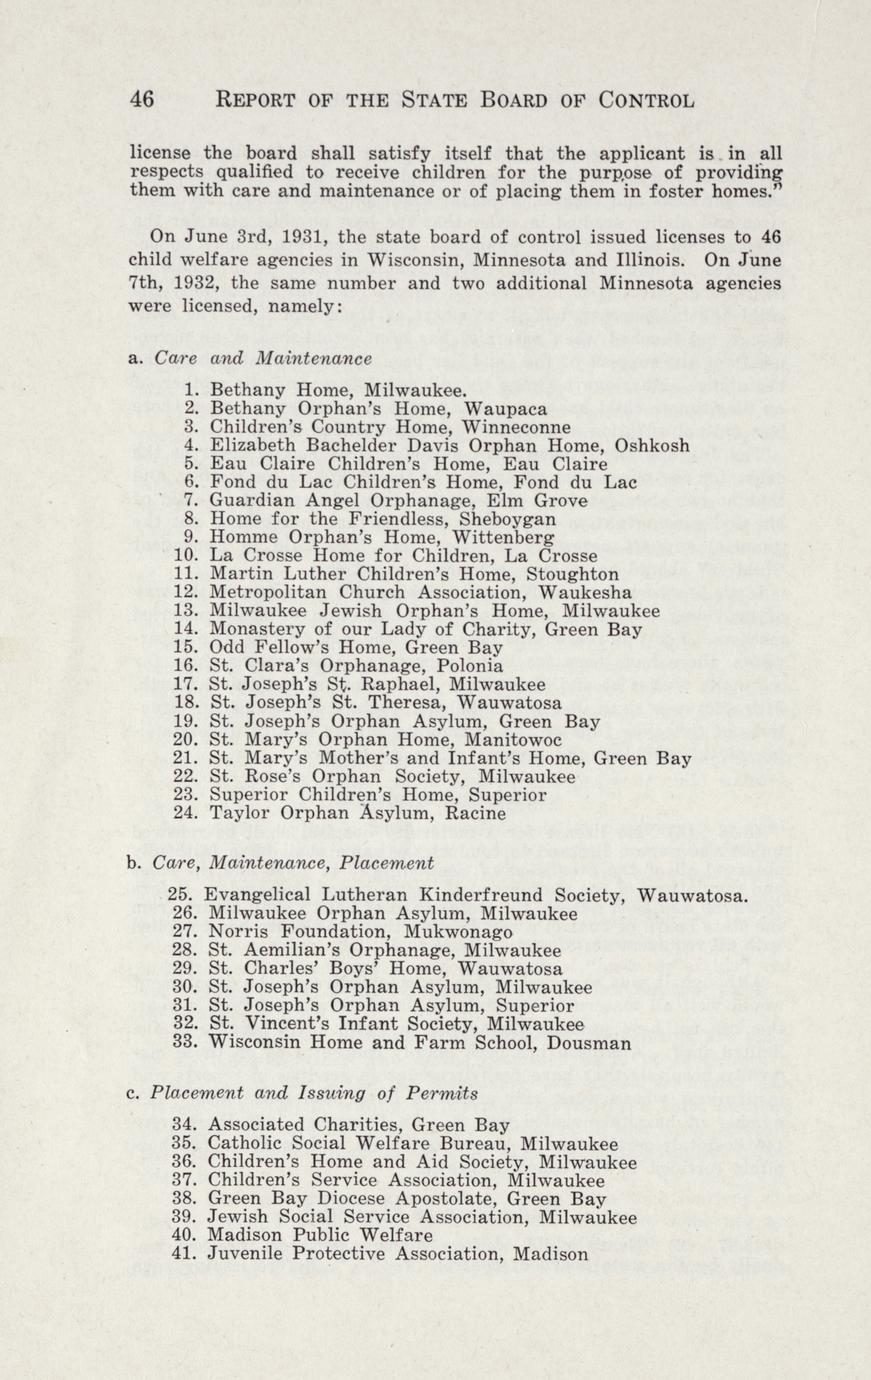 46 REPORT OF THE STATE BOARD OF CONTROL
license the board shall satisfy itself that the applicant is in all
respects qualified to receive children for the purpose of providing
them with care and maintenance or of placing them in foster homes.”
On June 3rd, 1931, the state board of control issued licenses to 46
child welfare agencies in Wisconsin, Minnesota and Illinois. On June
7th, 1932, the same number and two additional Minnesota agencies
were licensed, namely:
a. Care and Maintenance
1. Bethany Home, Milwaukee.
2. Bethany Orphan’s Home, Waupaca
3. Children’s Country Home, Winneconne
4. Elizabeth Bachelder Davis Orphan Home, Oshkosh
5. Eau Claire Children’s Home, Eau Claire
6. Fond du Lac Children’s Home, Fond du Lac
7. Guardian Angel Orphanage, Elm Grove
8. Home for the Friendless, Sheboygan
9. Homme Orphan’s Home, Wittenberg
10. La Crosse Home for Children, La Crosse
11. Martin Luther Children’s Home, Stoughton
12. Metropolitan Church Association, Waukesha
13. Milwaukee Jewish Orphan’s Home, Milwaukee
14. Monastery of our Lady of Charity, Green Bay
15. Odd Fellow’s Home, Green Bay
16. St. Clara’s Orphanage, Polonia
17. St. Joseph’s St. Raphael, Milwaukee
18. St. Joseph’s St. Theresa, Wauwatosa
19. St. Joseph’s Orphan Asylum, Green Bay
20. St. Mary’s Orphan Home, Manitowoc
21. St. Mary’s Mother’s and Infant’s Home, Green Bay
22. St. Rose’s Orphan Society, Milwaukee
23. Superior Children’s Home, Superior
24. Taylor Orphan Asylum, Racine
b. Care, Maintenance, Placement
25. Evangelical Lutheran Kinderfreund Society, Wauwatosa.
26. Milwaukee Orphan Asylum, Milwaukee
27. Norris Foundation, Mukwonago
28. St. Aemilian’s Orphanage, Milwaukee
29. St. Charles’ Boys’ Home, Wauwatosa
30. St. Joseph’s Orphan Asylum, Milwaukee
31. St. Joseph’s Orphan Asylum, Superior
32. St. Vincent’s Infant Society, Milwaukee
33. Wisconsin Home and Farm School, Dousman
c. Placement and Issuing of Permits
34. Associated Charities, Green Bay
35. Catholic Social Welfare Bureau, Milwaukee
36. Children’s Home and Aid Society, Milwaukee
37. Children’s Service Association, Milwaukee
38. Green Bay Diocese Apostolate, Green Bay
39. Jewish Social Service Association, Milwaukee
40. Madison Public Welfare
41. Juvenile Protective Association, Madison